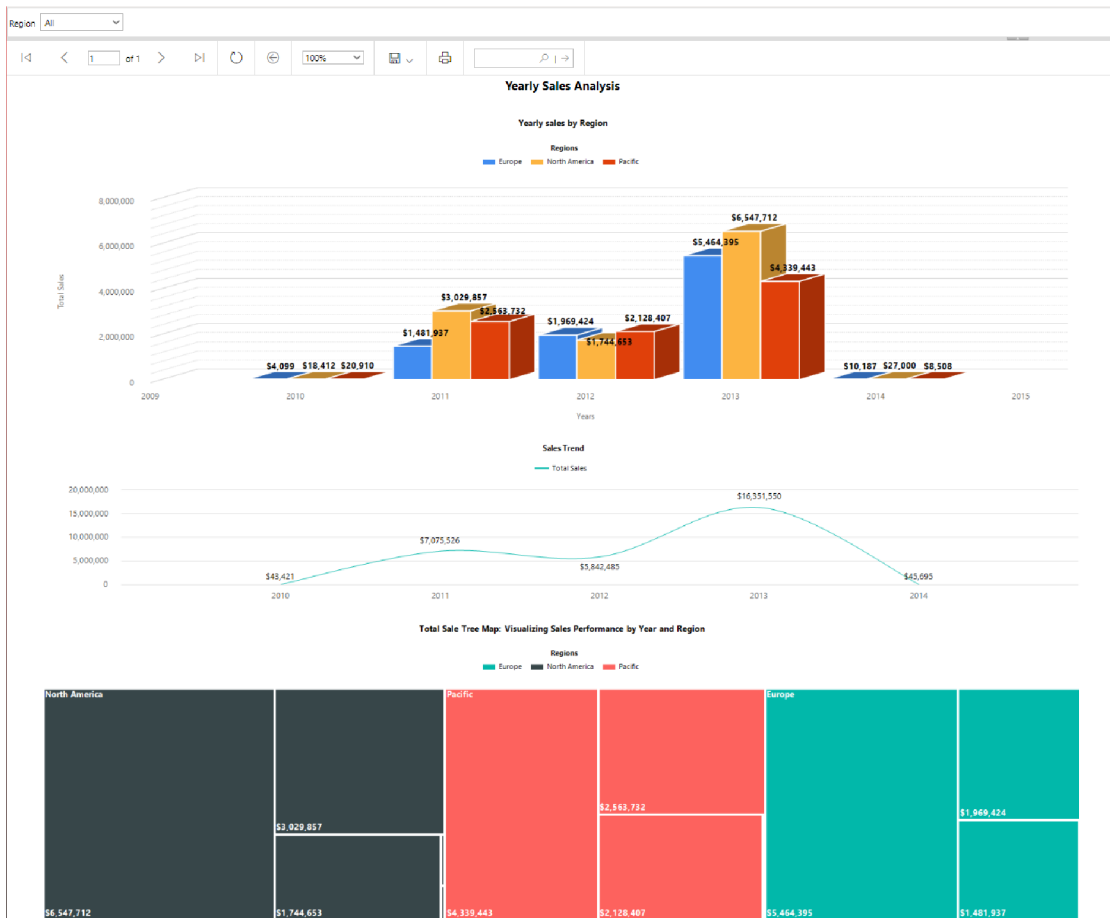 Region All
1 of 1 100%
Yearly Sales Analysis
Yearly sales by Region
Regions
Europe North America Pacific
8,000,000
6,000,000
4,000,000
2,000,000
0
Total Sales
$4,099 $18,412 $20,910
$1,481,937 $3,029,857 $2,563,732
$1,969,424 $1,744,653 $2,128,407
$5,464,395 $6,547,712 $4,339,443
$10,187 $27,000 $8,508
2009 2010 2011 2012 2013 2014 2015
Years
Sales Trend
Total Sales
20,000,000
15,000,000
10,000,000
5,000,000
0
$43,421 $7,075,526 $5,842,485 $16,351,550 $45,695
2010 2011 2012 2013 2014
Total Sale Tree Map: Visualizing Sales Performance by Year and Region
Regions
Europe North America Pacific
North America Pacific Europe
$2,563,732 $1,969,424
$3,029,857
$6,547,712 $1,744,653 $4,339,443 $2,128,407 $5,464,395 $1,481,937